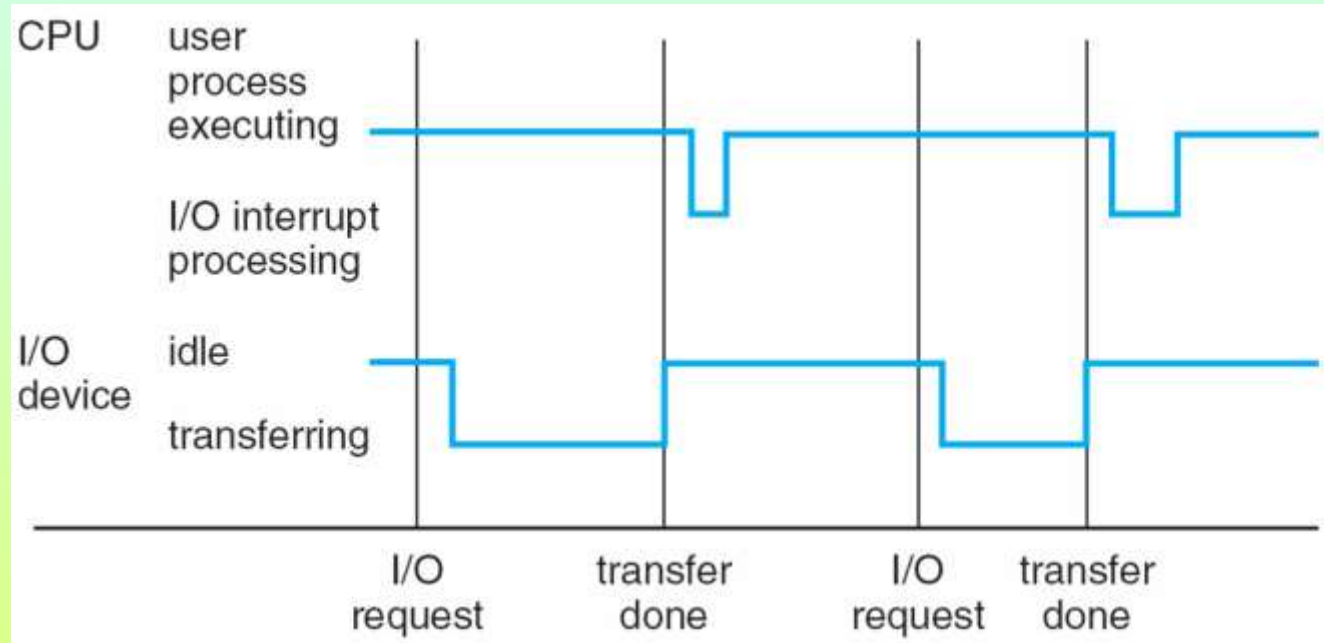 CPU
user
process
executing
I/O interrupt
processing
I/O
device
idle
transferring
I/O
request
transfer
done
I/O
request
transfer
done